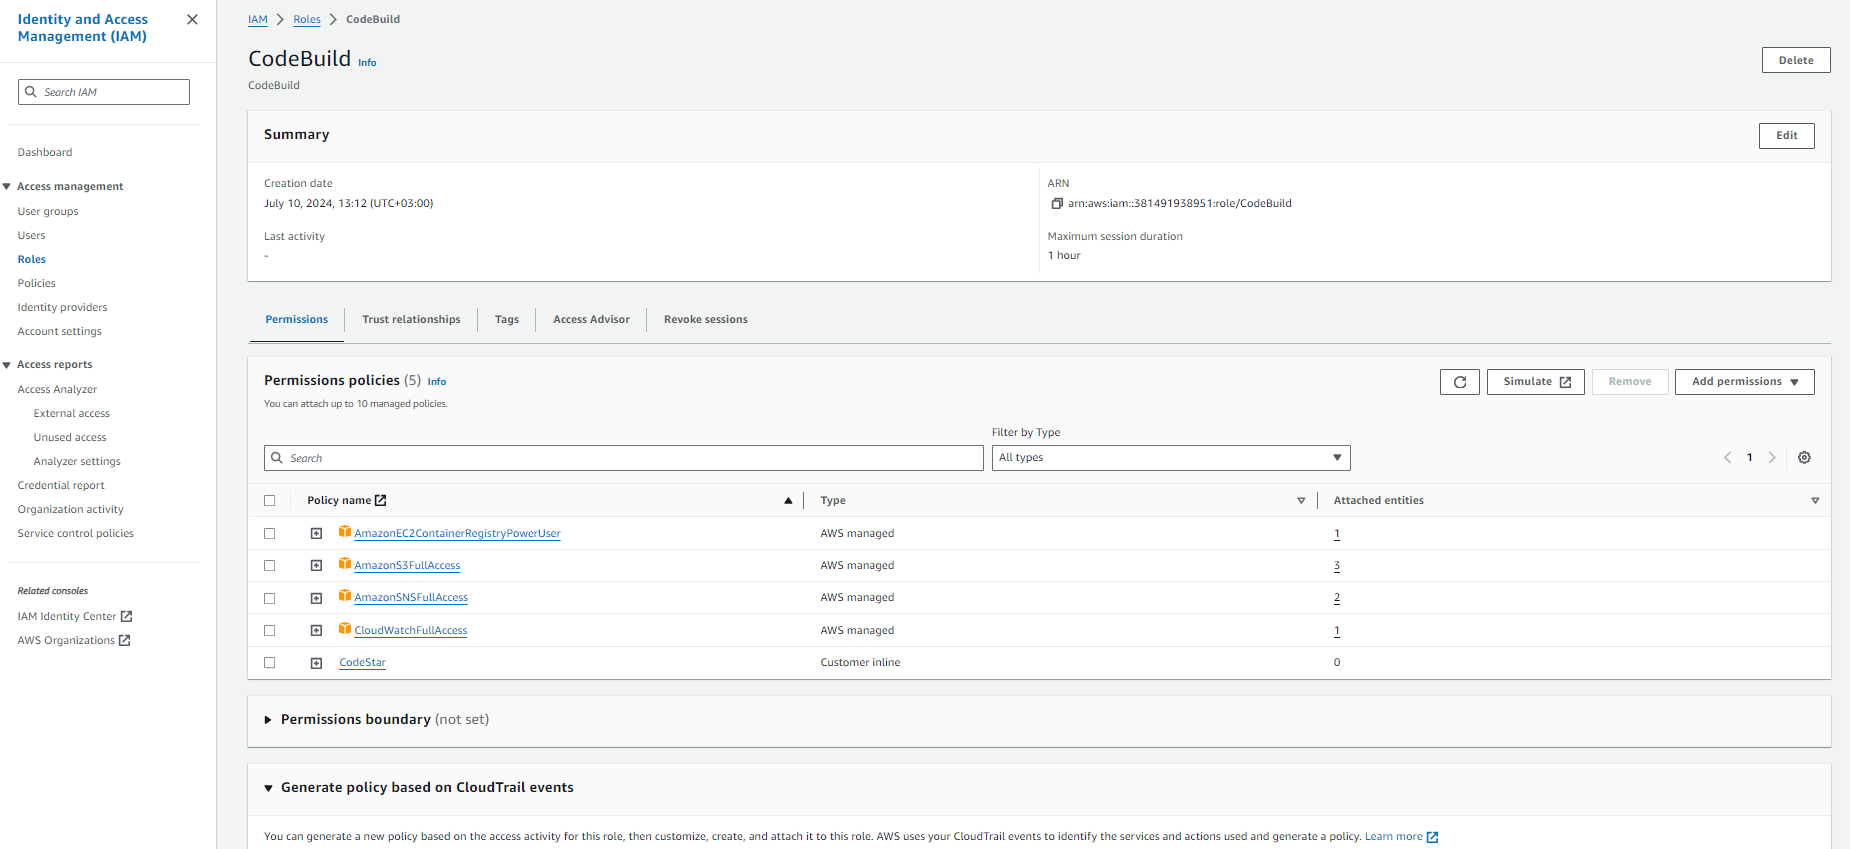 Identity and Access Management (IAM)
Search IAM
Dashboard
Access management
User groups
Users
Roles
Policies
Identity providers
Account settings
Access reports
Access Analyzer
External access
Unused access
Analyzer settings
Credential report
Organization activity
Service control policies
Related consoles
IAM Identity Center
AWS Organizations
IAM > Roles > CodeBuild
CodeBuild Info
Delete
CodeBuild
Summary
Edit
Creation date
July 10, 2024, 13:12 (UTC+03:00)
Last activity
-
ARN
arn:aws:iam::381491938951:role/CodeBuild
Maximum session duration
1 hour
Permissions Trust relationships Tags Access Advisor Revoke sessions
Permissions policies (5) Info
Simulate Remove Add permissions
You can attach up to 10 managed policies.
Filter by Type
Search All types 1
Policy name Type Attached entities
AmazonEC2ContainerRegistryPowerUser AWS managed 1
AmazonS3FullAccess AWS managed 3
AmazonSNSFullAccess AWS managed 2
CloudWatchFullAccess AWS managed 1
CodeStar Customer inline 0
Permissions boundary (not set)
Generate policy based on CloudTrail events
You can generate a new policy based on the access activity for this role, then customize, create, and attach it to this role. AWS uses your CloudTrail events to identify the services and actions used and generate a policy. Learn more